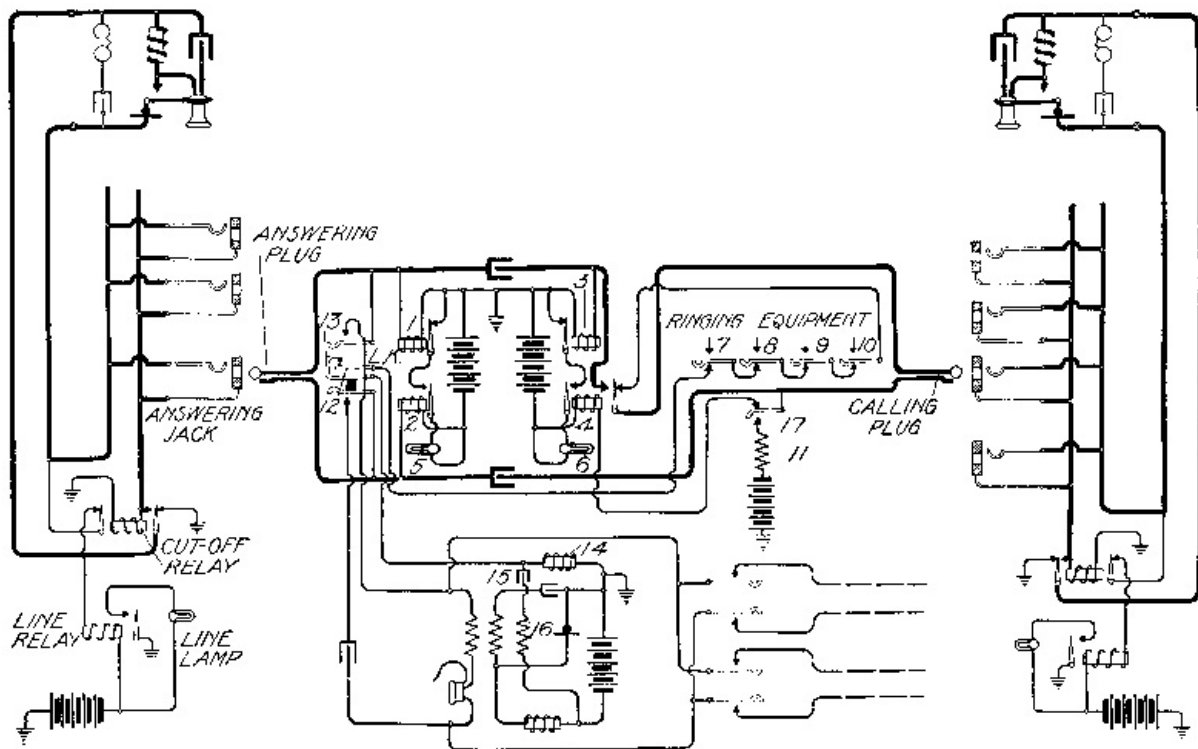 ANSWERING
PLUG
13
1
3
RINGING EQUIPMENT
7
8
9
10
12
2
4
ANSWERING
JACK
CALLING
PLUG
17
5
6
11
CUT-OFF
RELAY
14
15
16
LINE
RELAY
LINE
LAMP